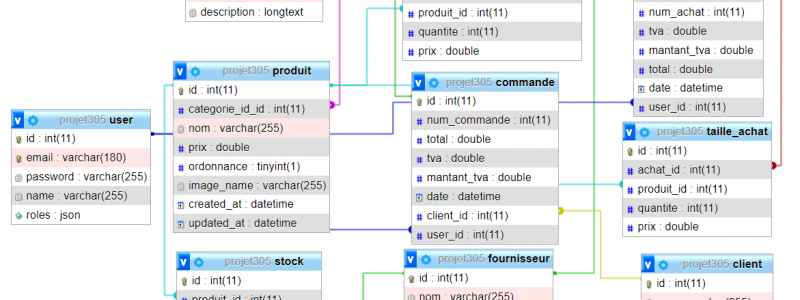 description : longtext
produit_id : int(11)
quantite : int(11)
prix : double
num_achat : int(11)
tva : double
mantant_tva : double
total : double
date : datetime
user_id : int(11)
projet305 produit
id : int(11)
categorie_id_id : int(11)
nom : varchar(255)
prix : double
ordonnance : tinyint(1)
image_name : varchar(255)
created_at : datetime
updated_at : datetime
projet305 commande
id : int(11)
num_commande : int(11)
total : double
tva : double
mantant_tva : double
date : datetime
client_id : int(11)
user_id : int(11)
projet305 user
id : int(11)
email : varchar(180)
password : varchar(255)
name : varchar(255)
roles : json
projet305 taille_achat
id : int(11)
achat_id : int(11)
produit_id : int(11)
quantite : int(11)
prix : double
projet305 stock
id : int(11)
produit_id : int(11)
projet305 fournisseur
id : int(11)
nom : varchar(255)
projet305 client
id : int(11)